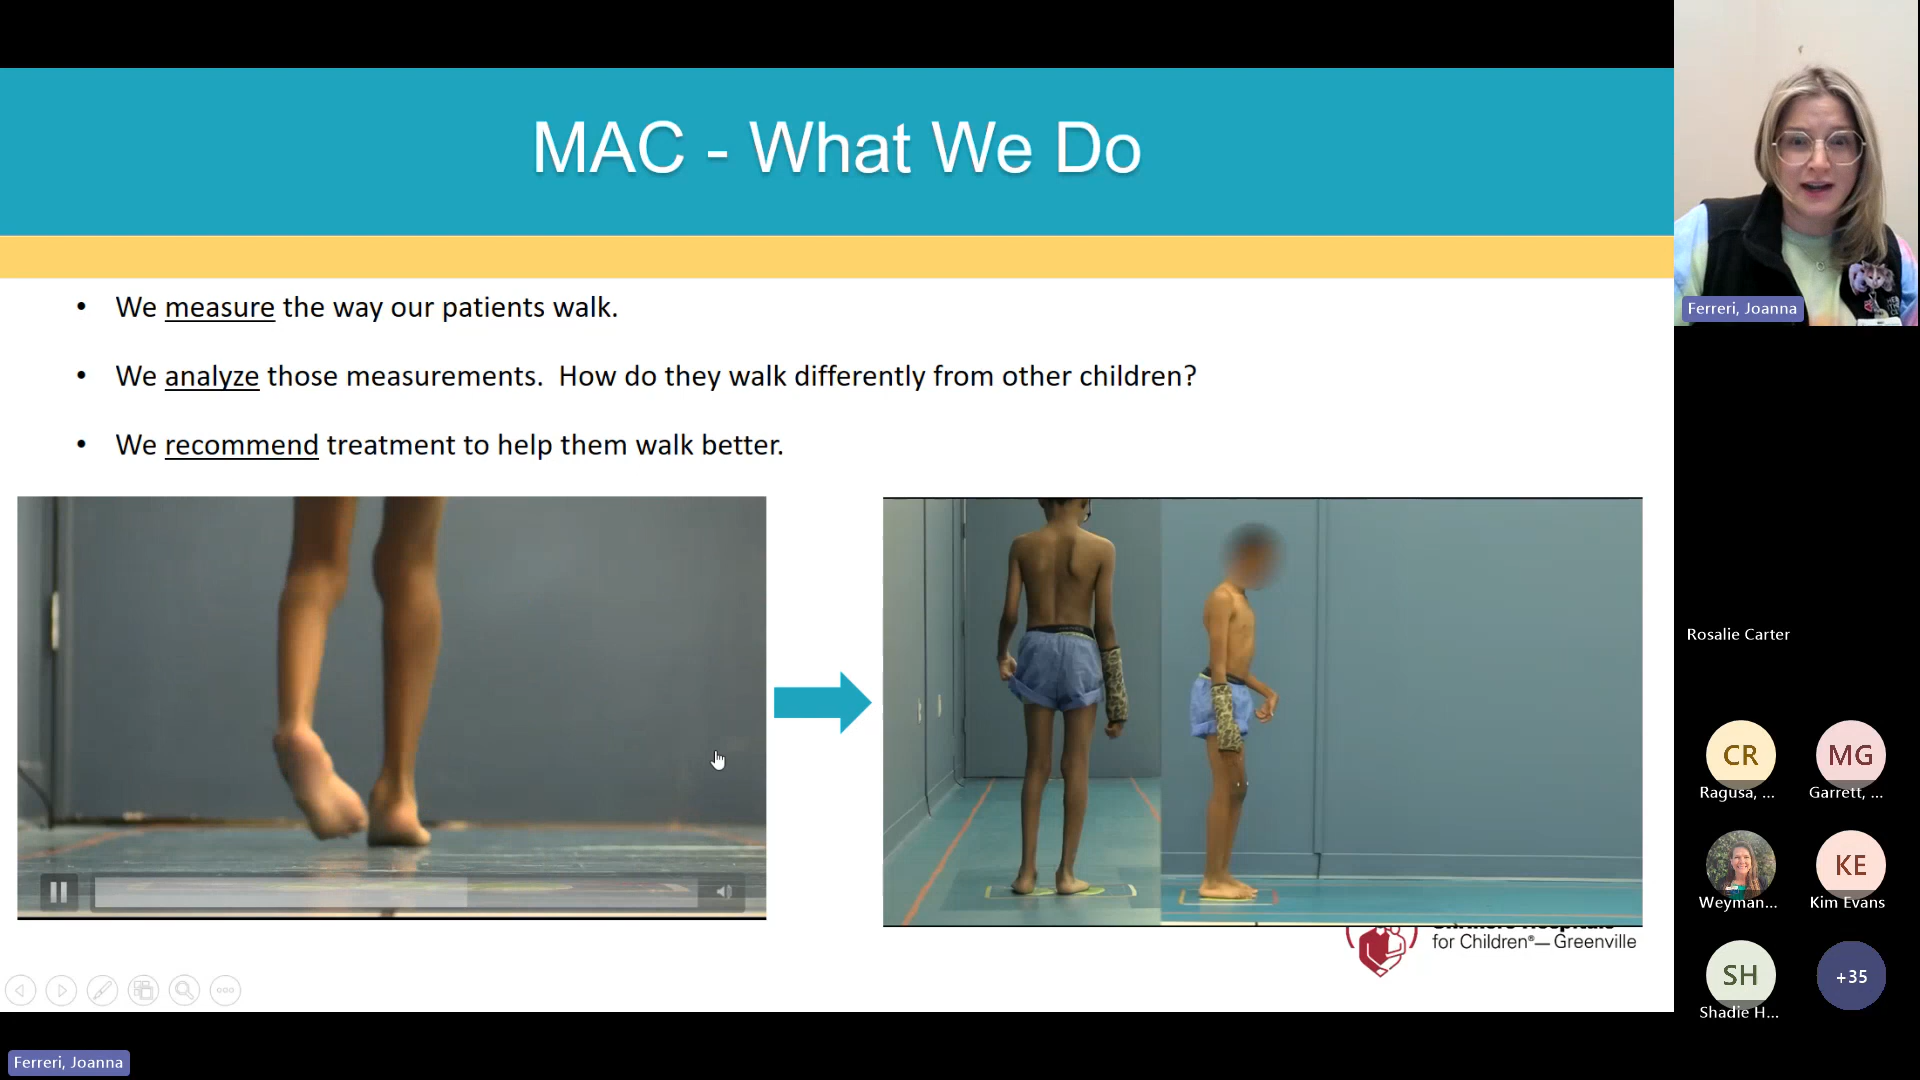 MAC - What We Do
• We measure the way our patients walk.
• We analyze those measurements.  How do they walk differently from other children?
• We recommend treatment to help them walk better.
for Children®— Greenville
Ferreri, Joanna
Rosalie Carter
CR
MG
Ragusa, ...
Garrett, ...
KE
Weyman...
Kim Evans
SH
+35
Shadie H...
Ferreri, Joanna